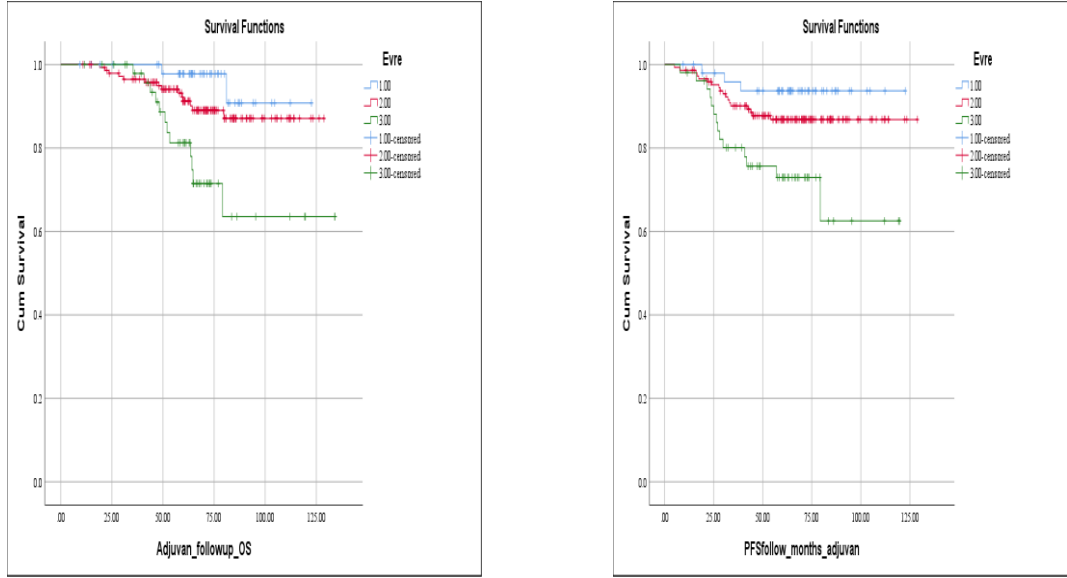 Survival Functions
Cum Survival
1.0
0.8
0.6
0.4
0.2
0.0
.00 25.00 50.00 75.00 100.00 125.00
Adjuvan_followup_OS
Evre
1.00
2.00
3.00
1.00-censored
2.00-censored
3.00-censored
Survival Functions
Cum Survival
1.0
0.8
0.6
0.4
0.2
0.0
.00 25.00 50.00 75.00 100.00 125.00
PFSfollow_months_adjuvan
Evre
1.00
2.00
3.00
1.00-censored
2.00-censored
3.00-censored